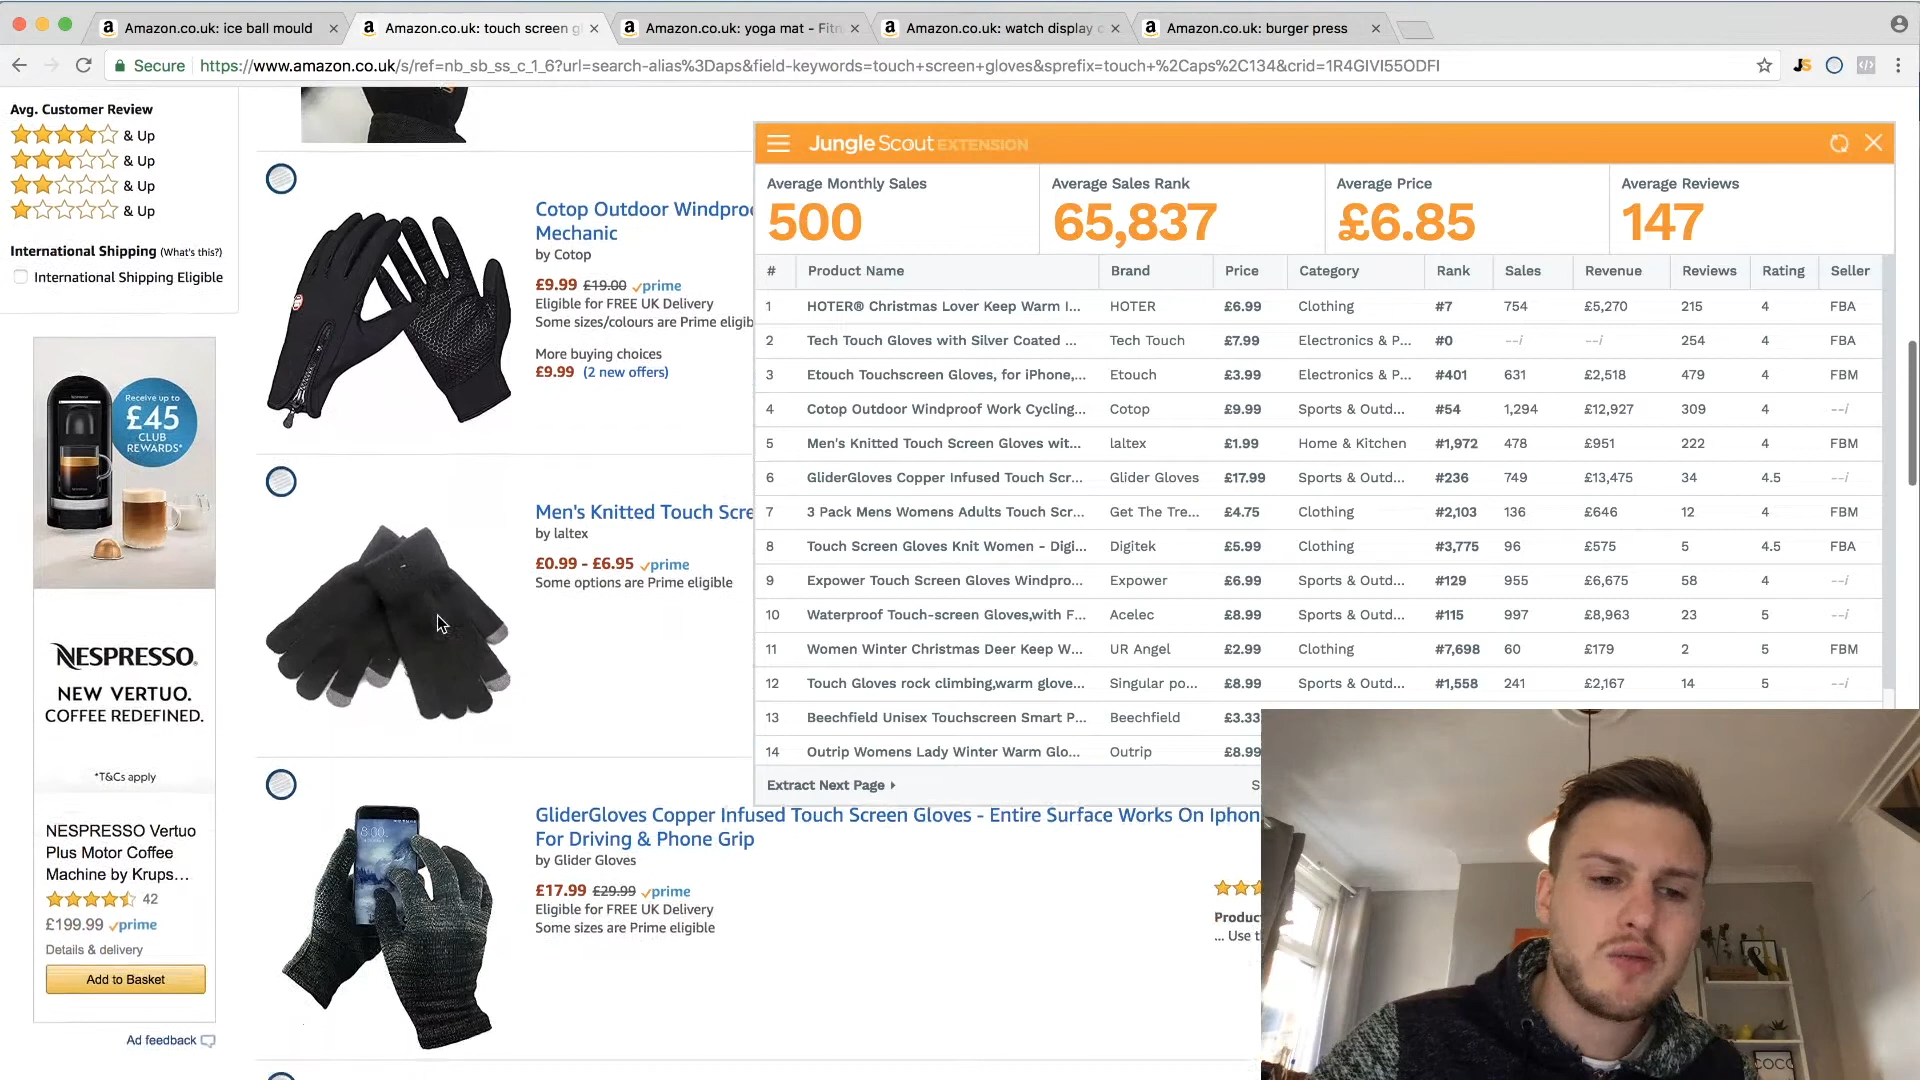 Amazon.co.uk: ice ball mould
Amazon.co.uk: touch screen g
Amazon.co.uk: yoga mat - Fitn
Amazon.co.uk: watch display c
Amazon.co.uk: burger press
Secure https://www.amazon.co.uk/s/ref=nb_sb_ss_c_1_6?url=search-alias%3Daps&field-keywords=touch+screen+gloves&sprefix=touch+%2Caps%2C134&crid=1R4GIVI55ODFI
JS
Avg. Customer Review
& Up
& Up
& Up
& Up
International Shipping (What's this?)
International Shipping Eligible
Receive up to
£45
CLUB
REWARDS*
NESPRESSO.
NEW VERTUO.
COFFEE REDEFINED.
*T&Cs apply
NESPRESSO Vertuo
Plus Motor Coffee
Machine by Krups...
42
£199.99 prime
Details & delivery
Add to Basket
Ad feedback
Cotop Outdoor Windproo
Mechanic
by Cotop
£9.99 £19.00 prime
Eligible for FREE UK Delivery
Some sizes/colours are Prime eligib
More buying choices
£9.99 (2 new offers)
Men's Knitted Touch Scre
by laltex
£0.99 - £6.95 prime
Some options are Prime eligible
8:00
GliderGloves Copper Infused Touch Screen Gloves - Entire Surface Works On Iphon
For Driving & Phone Grip
by Glider Gloves
£17.99 £29.99 prime
Eligible for FREE UK Delivery
Some sizes are Prime eligible
Produc
... Use t
Jungle Scout EXTENSION
Average Monthly Sales Average Sales Rank Average Price Average Reviews
500 65,837 £6.85 147
# Product Name Brand Price Category Rank Sales Revenue Reviews Rating Seller
1 HOTER® Christmas Lover Keep Warm I... HOTER £6.99 Clothing #7 754 £5,270 215 4 FBA
2 Tech Touch Gloves with Silver Coated ... Tech Touch £7.99 Electronics & P... #0 --i --i 254 4 FBA
3 Etouch Touchscreen Gloves, for iPhone,... Etouch £3.99 Electronics & P... #401 631 £2,518 479 4 FBM
4 Cotop Outdoor Windproof Work Cycling... Cotop £9.99 Sports & Outd... #54 1,294 £12,927 309 4 --i
5 Men's Knitted Touch Screen Gloves wit... laltex £1.99 Home & Kitchen #1,972 478 £951 222 4 FBM
6 GliderGloves Copper Infused Touch Scr... Glider Gloves £17.99 Sports & Outd... #236 749 £13,475 34 4.5 --i
7 3 Pack Mens Womens Adults Touch Scr... Get The Tre... £4.75 Clothing #2,103 136 £646 12 4 FBM
8 Touch Screen Gloves Knit Women - Digi... Digitek £5.99 Clothing #3,775 96 £575 5 4.5 FBA
9 Expower Touch Screen Gloves Windpro... Expower £6.99 Sports & Outd... #129 955 £6,675 58 4 --i
10 Waterproof Touch-screen Gloves,with F... Acelec £8.99 Sports & Outd... #115 997 £8,963 23 5 --i
11 Women Winter Christmas Deer Keep W... UR Angel £2.99 Clothing #7,698 60 £179 2 5 FBM
12 Touch Gloves rock climbing,warm glove... Singular po... £8.99 Sports & Outd... #1,558 241 £2,167 14 5 --i
13 Beechfield Unisex Touchscreen Smart P... Beechfield £3.33
14 Outrip Womens Lady Winter Warm Glo... Outrip £8.99
Extract Next Page S
COCO